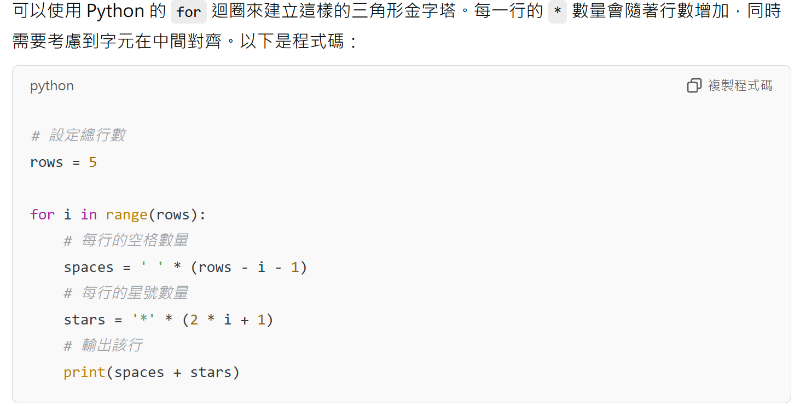 可以使用 Python 的 for 迴圈來建立這樣的三角形金字塔。每一行的 * 數量會隨著行數增加，同時
需要考慮到字元在中間對齊。以下是程式碼：
python 複製程式碼
# 設定總行數
rows = 5
for i in range(rows):
    # 每行的空格數量
    spaces = ' ' * (rows - i - 1)
    # 每行的星號數量
    stars = '*' * (2 * i + 1)
    # 輸出該行
    print(spaces + stars)